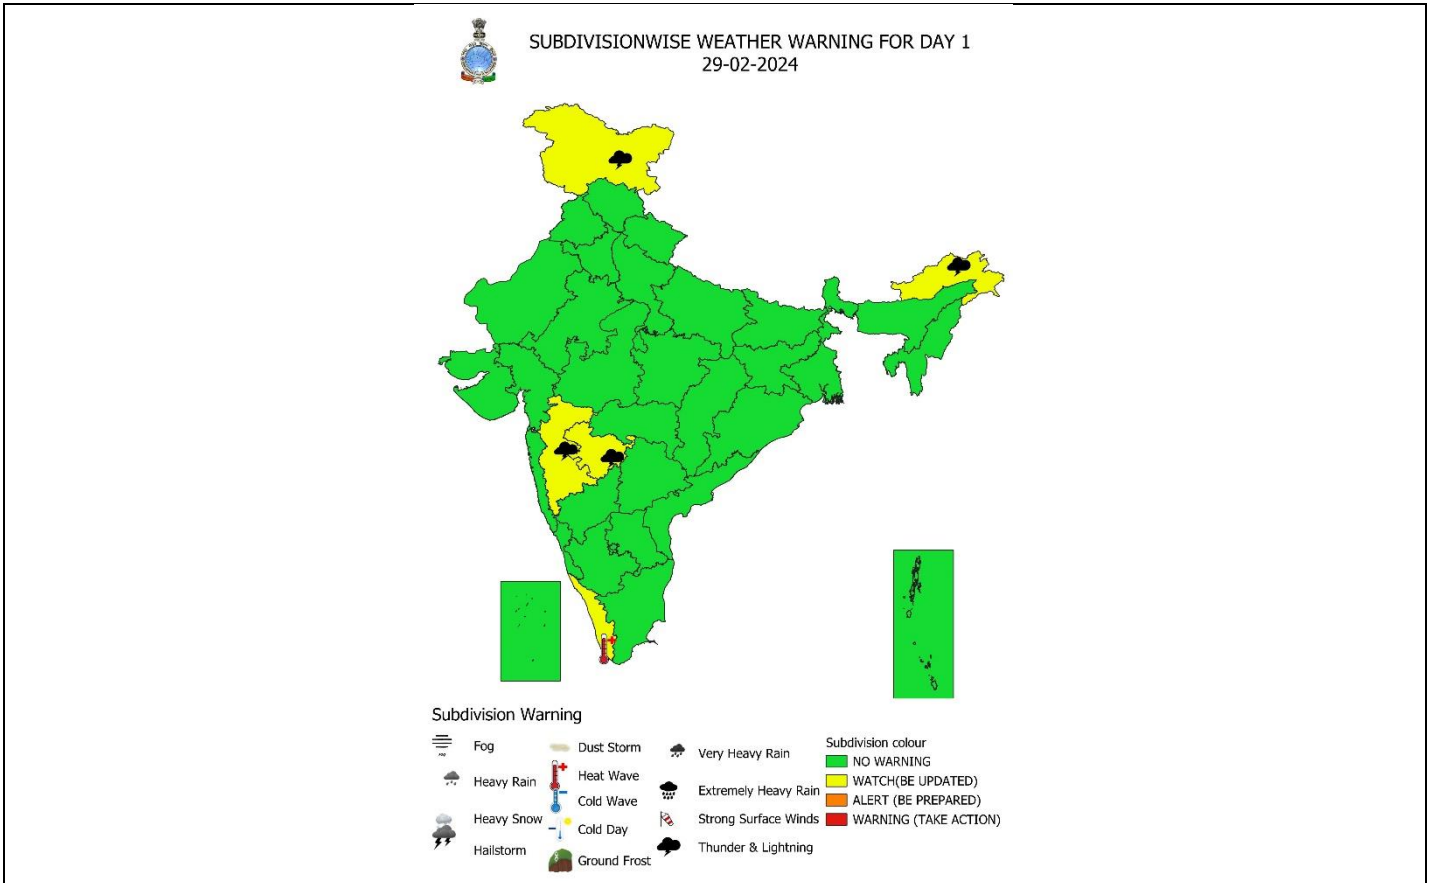 SUBDIVISIONWISE WEATHER WARNING FOR DAY 1
29-02-2024
Subdivision Warning
Fog
Heavy Rain
Heavy Snow
Hailstorm
Dust Storm
Heat Wave
Cold Wave
Cold Day
Ground Frost
Very Heavy Rain
Extremely Heavy Rain
Strong Surface Winds
Thunder & Lightning
Subdivision colour
NO WARNING
WATCH(BE UPDATED)
ALERT (BE PREPARED)
WARNING (TAKE ACTION)